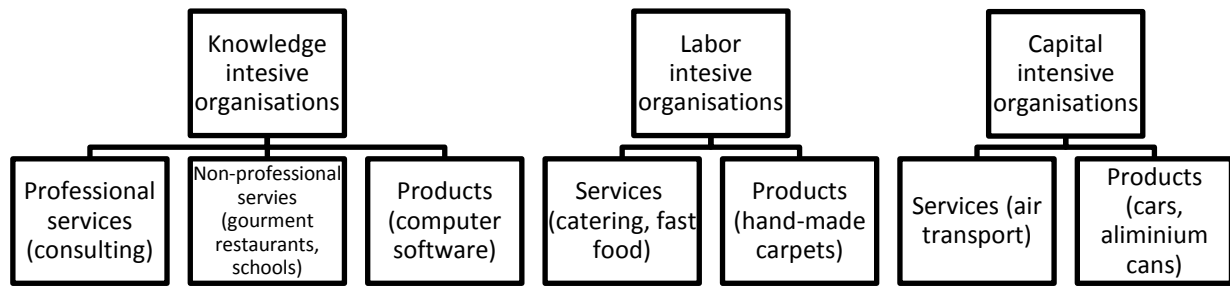 Knowledge
intesive
organisations
Labor
intesive
organisations
Capital
intensive
organisations
Professional
services
(consulting)
Non-professional
servies
(gourment
restaurants,
schools)
Products
(computer
software)
Services
(catering, fast
food)
Products
(hand-made
carpets)
Services (air
transport)
Products
(cars,
aliminium
cans)